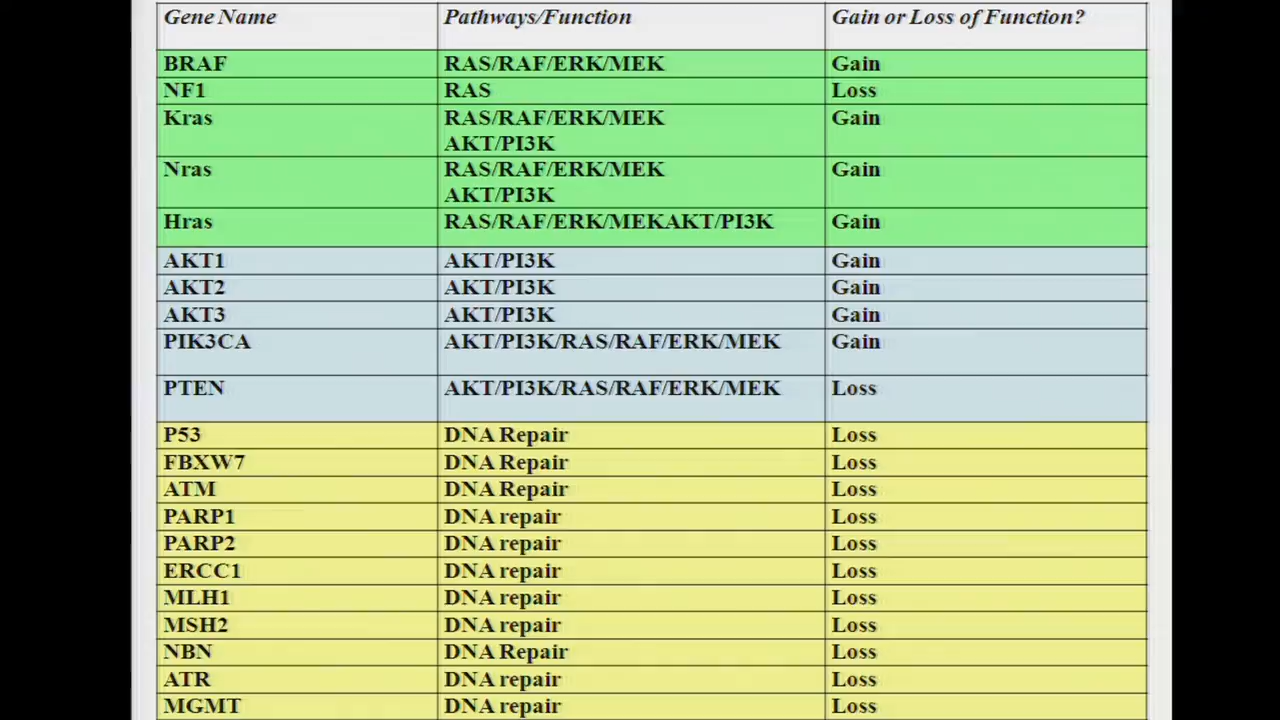 Gene Name Pathways/Function Gain or Loss of Function?
BRAF RAS/RAF/ERK/MEK Gain
NF1 RAS Loss
Kras RAS/RAF/ERK/MEK Gain
AKT/PI3K
Nras RAS/RAF/ERK/MEK Gain
AKT/PI3K
Hras RAS/RAF/ERK/MEKAKT/PI3K Gain
AKT1 AKT/PI3K Gain
AKT2 AKT/PI3K Gain
AKT3 AKT/PI3K Gain
PIK3CA AKT/PI3K/RAS/RAF/ERK/MEK Gain
PTEN AKT/PI3K/RAS/RAF/ERK/MEK Loss
P53 DNA Repair Loss
FBXW7 DNA Repair Loss
ATM DNA Repair Loss
PARP1 DNA repair Loss
PARP2 DNA repair Loss
ERCC1 DNA repair Loss
MLH1 DNA repair Loss
MSH2 DNA repair Loss
NBN DNA Repair Loss
ATR DNA repair Loss
MGMT DNA repair Loss